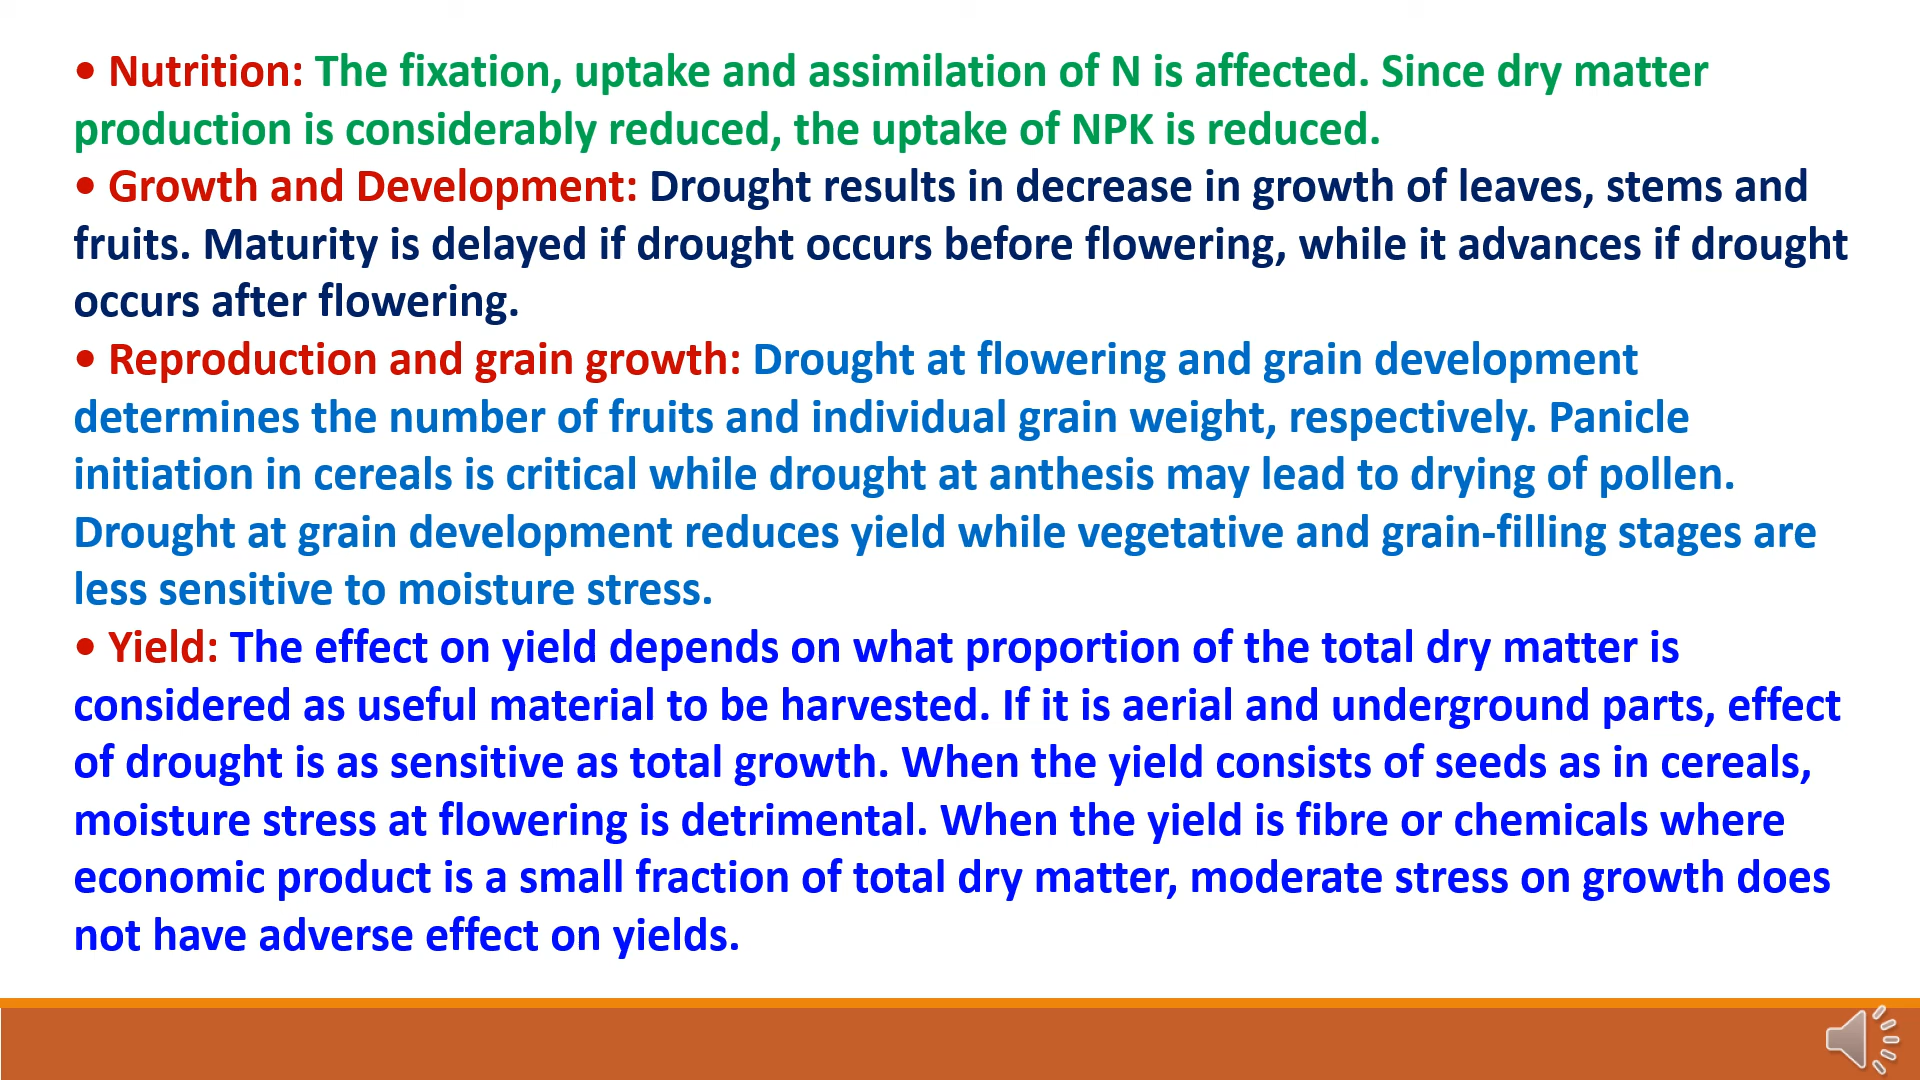 • Nutrition: The fixation, uptake and assimilation of N is affected. Since dry matter
production is considerably reduced, the uptake of NPK is reduced.
• Growth and Development: Drought results in decrease in growth of leaves, stems and
fruits. Maturity is delayed if drought occurs before flowering, while it advances if drought
occurs after flowering.
• Reproduction and grain growth: Drought at flowering and grain development
determines the number of fruits and individual grain weight, respectively. Panicle
initiation in cereals is critical while drought at anthesis may lead to drying of pollen.
Drought at grain development reduces yield while vegetative and grain-filling stages are
less sensitive to moisture stress.
• Yield: The effect on yield depends on what proportion of the total dry matter is
considered as useful material to be harvested. If it is aerial and underground parts, effect
of drought is as sensitive as total growth. When the yield consists of seeds as in cereals,
moisture stress at flowering is detrimental. When the yield is fibre or chemicals where
economic product is a small fraction of total dry matter, moderate stress on growth does
not have adverse effect on yields.